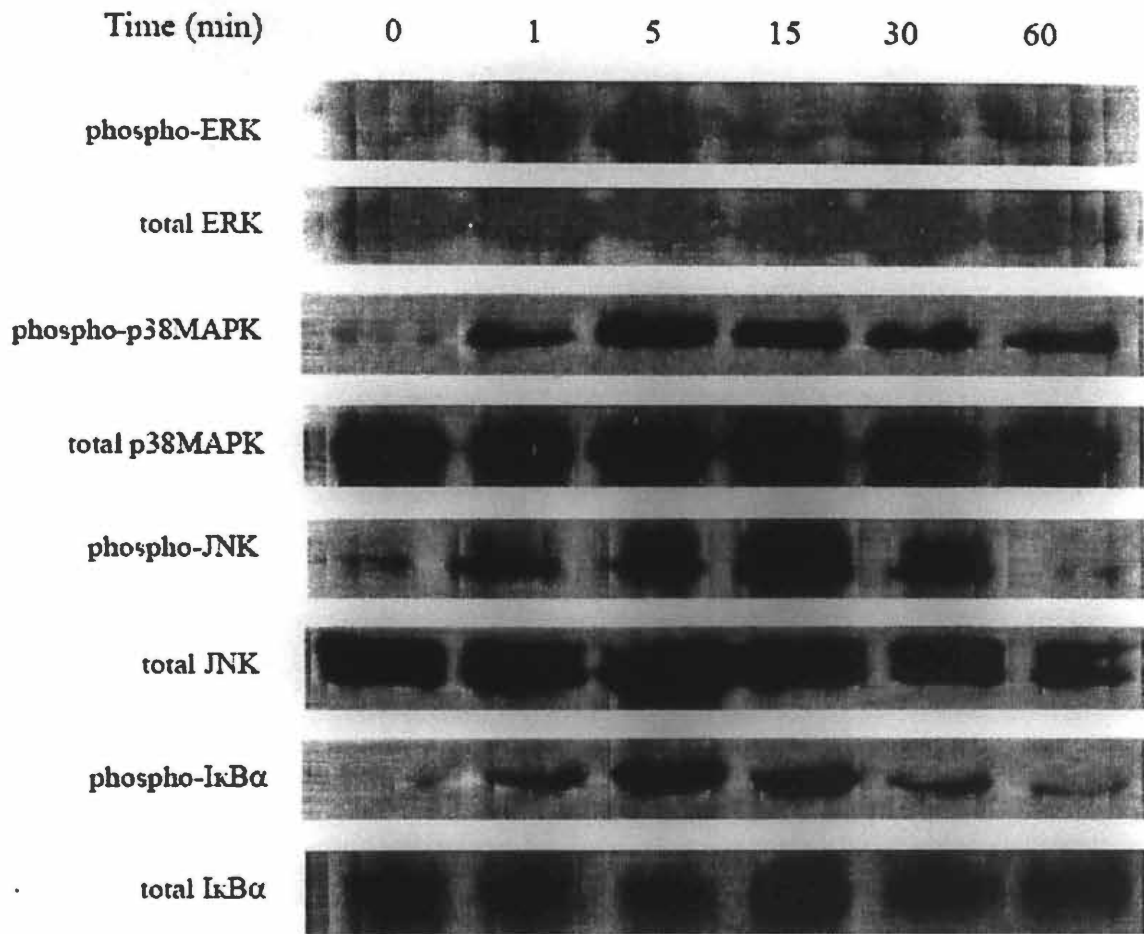 Time (min) 0 1 5 15 30 60
phospho-ERK
total ERK
phospho-p38MAPK
total p38MAPK
phospho-JNK
total JNK
phospho-IκBα
total IκBα